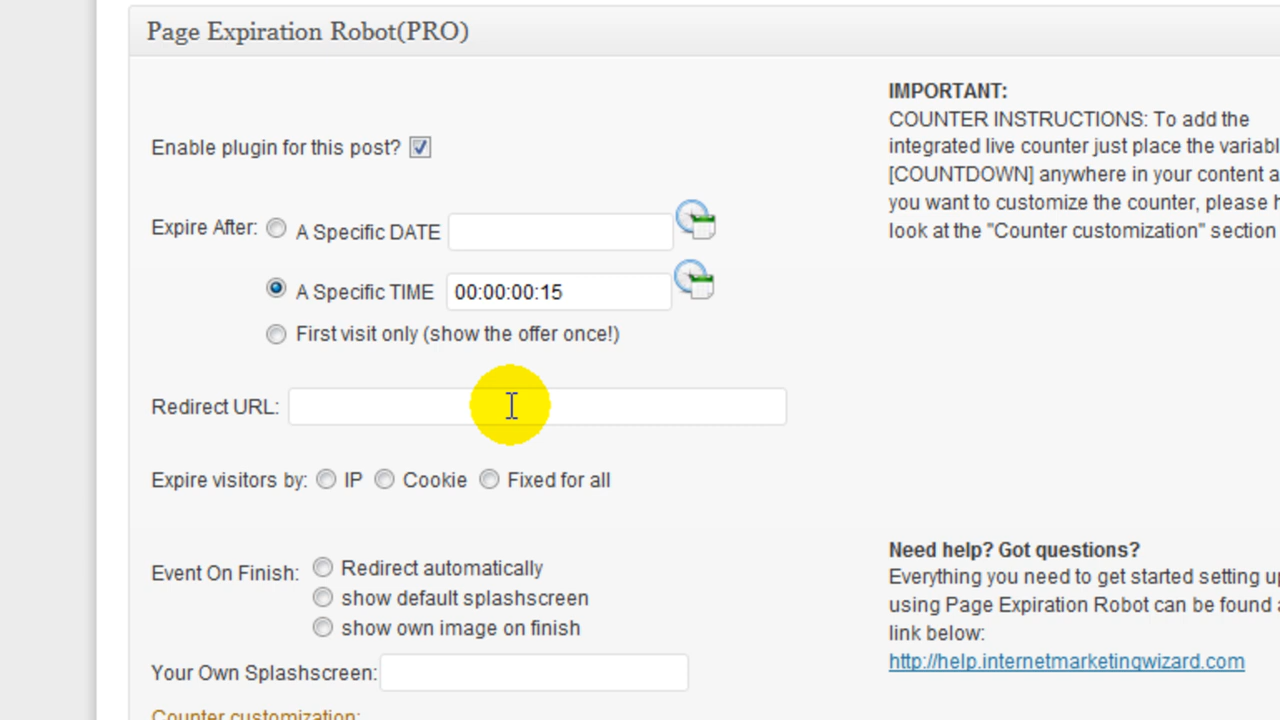 Page Expiration Robot(PRO)
Enable plugin for this post?
Expire After:
A Specific DATE
A Specific TIME 00:00:00:15
First visit only (show the offer once!)
Redirect URL:
Expire visitors by: IP Cookie Fixed for all
Event On Finish:
Redirect automatically
show default splashscreen
show own image on finish
Your Own Splashscreen:
Counter customization:
IMPORTANT:
COUNTER INSTRUCTIONS: To add the
integrated live counter just place the
[COUNTDOWN] anywhere in your content
you want to customize the counter, please
look at the "Counter customization" section
Need help? Got questions?
Everything you need to get started setting
using Page Expiration Robot can be found
link below:
http://help.internetmarketingwizard.com